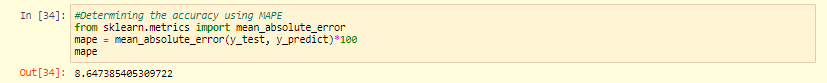 In [34]: #Determining the accuracy using MAPE
from sklearn.metrics import mean_absolute_error
mape = mean_absolute_error(y_test, y_predict)*100
mape
Out[34]: 8.647385405309722